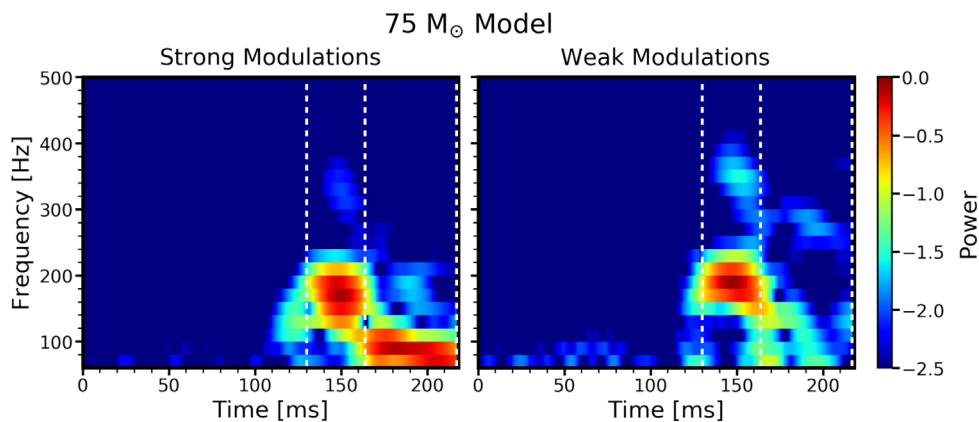 75 M⊙ Model
Strong Modulations
Weak Modulations
Frequency [Hz]
500
400
300
200
100
0 50 100 150 200
0 50 100 150 200
Time [ms]
Time [ms]
0.0
−0.5
−1.0
−1.5
−2.0
−2.5
Power